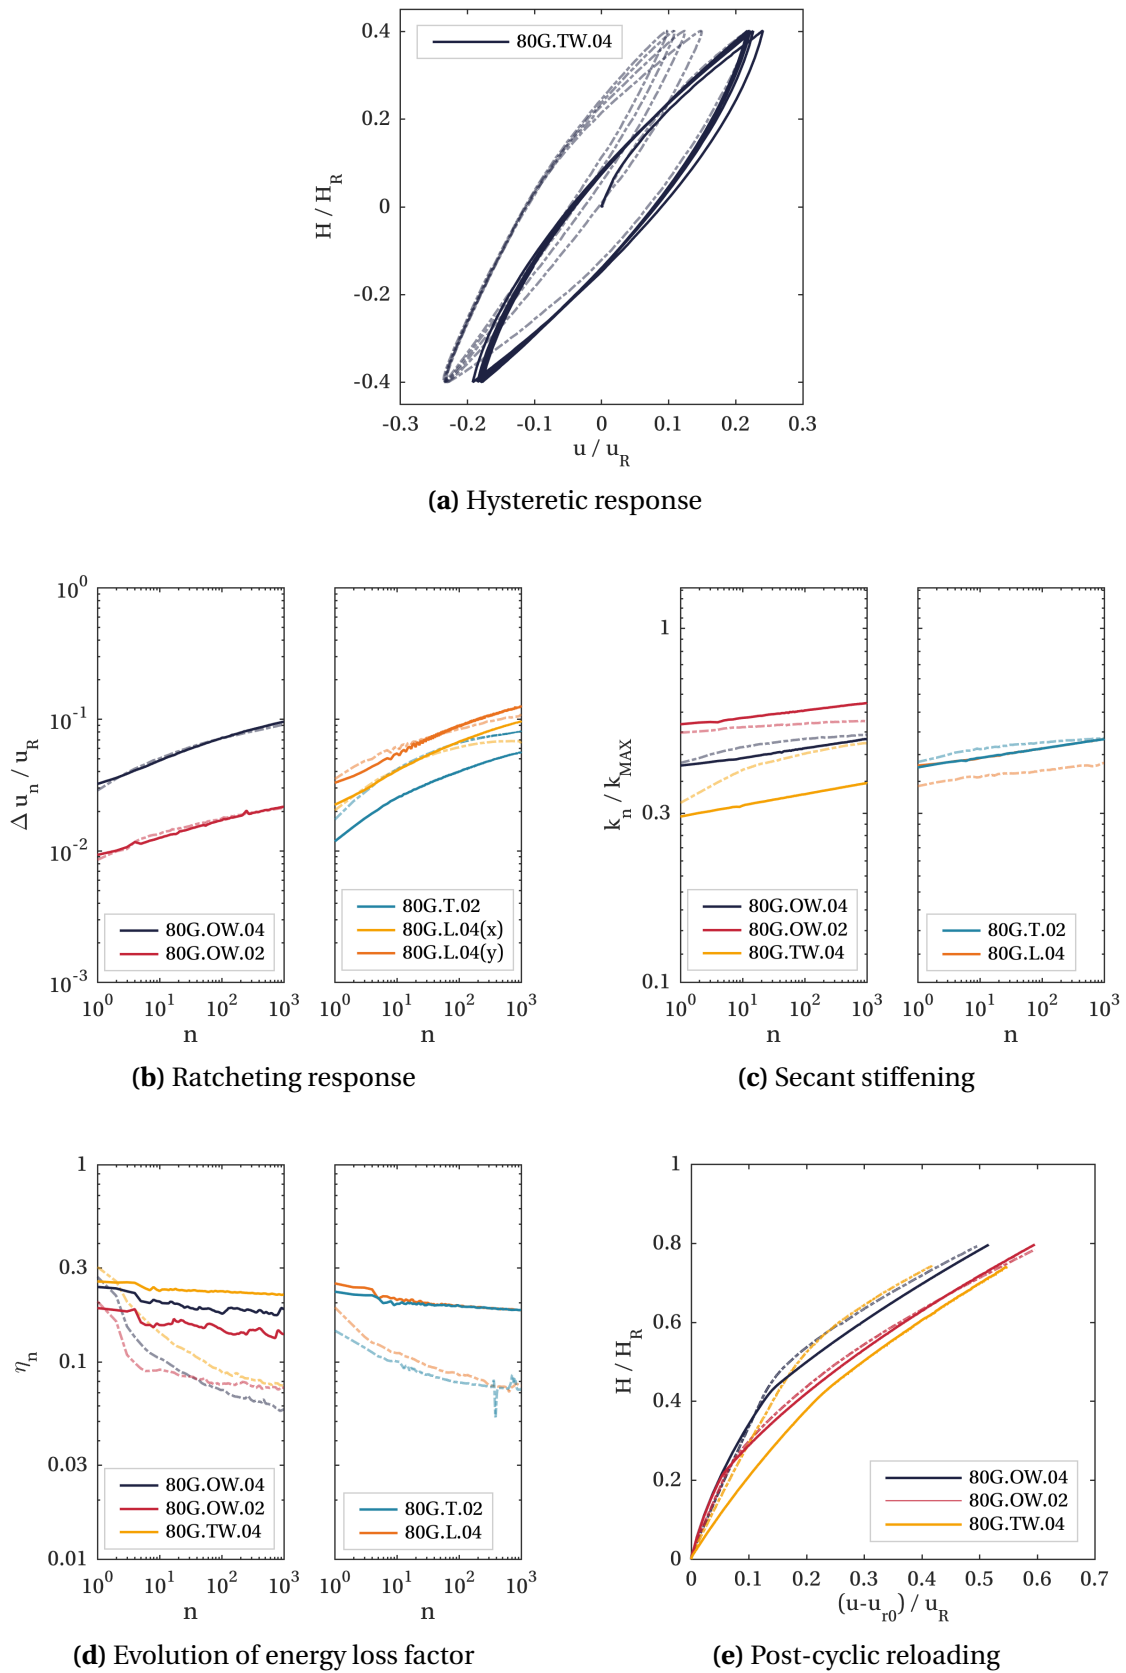 80G.TW.04
0.4
0.2
0
-0.2
-0.4
H / H_R
-0.3 -0.2 -0.1 0 0.1 0.2 0.3
u / u_R
(a) Hysteretic response
10^0
10^-1
10^-2
10^-3
Δ u_n / u_R
80G.OW.04
80G.OW.02
10^0 10^1 10^2 10^3
n
80G.T.02
80G.L.04(x)
80G.L.04(y)
10^0 10^1 10^2 10^3
n
(b) Ratcheting response
1
0.3
0.1
k_n / k_MAX
80G.OW.04
80G.OW.02
80G.TW.04
10^0 10^1 10^2 10^3
n
80G.T.02
80G.L.04
10^0 10^1 10^2 10^3
n
(c) Secant stiffening
1
0.3
0.1
0.03
0.01
η_n
80G.OW.04
80G.OW.02
80G.TW.04
10^0 10^1 10^2 10^3
n
80G.T.02
80G.L.04
10^0 10^1 10^2 10^3
n
(d) Evolution of energy loss factor
1
0.8
0.6
0.4
0.2
0
H / H_R
80G.OW.04
80G.OW.02
80G.TW.04
0 0.1 0.2 0.3 0.4 0.5 0.6 0.7
(u-u_r0) / u_R
(e) Post-cyclic reloading